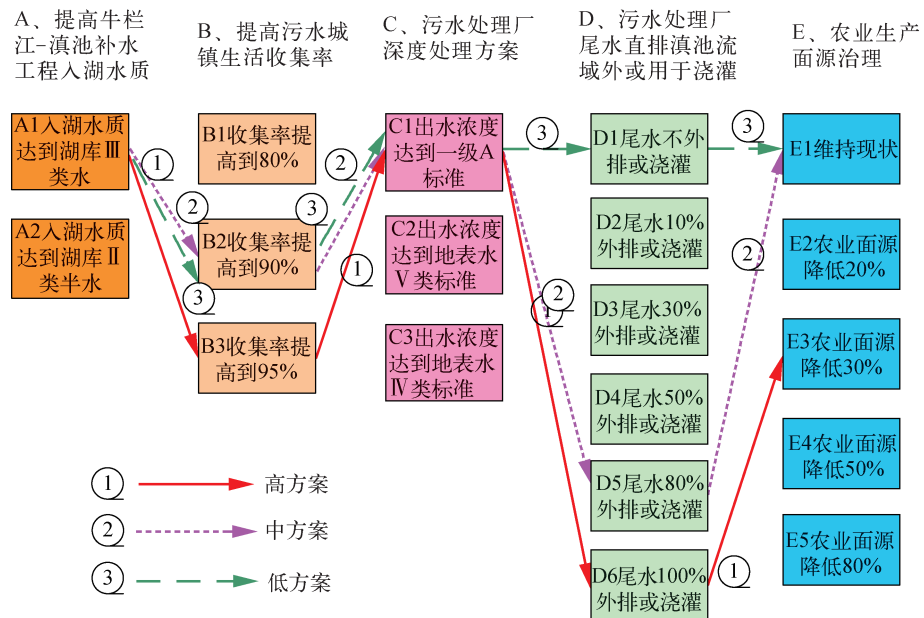 A、提高牛栏
江-滇池补水
工程入湖水质
B、提高污水城
镇生活收集率
C、污水处理厂
深度处理方案
D、污水处理厂
尾水直排滇池流
域外或用于浇灌
E、农业生产
面源治理
A1入湖水质
达到湖库Ⅲ
类水
A2入湖水质
达到湖库Ⅱ
类半水
B1收集率提
高到80%
B2收集率提
高到90%
B3收集率提
高到95%
C1出水浓度
达到一级A
标准
C2出水浓度
达到地表水
Ⅴ类标准
C3出水浓度
达到地表水
Ⅳ类标准
D1尾水不外
排或浇灌
D2尾水10%
外排或浇灌
D3尾水30%
外排或浇灌
D4尾水50%
外排或浇灌
D5尾水80%
外排或浇灌
D6尾水100%
外排或浇灌
E1维持现状
E2农业面源
降低20%
E3农业面源
降低30%
E4农业面源
降低50%
E5农业面源
降低80%
①
②
③
②
③
①
③
②
①
③
②
①
① 高方案
② 中方案
③ 低方案